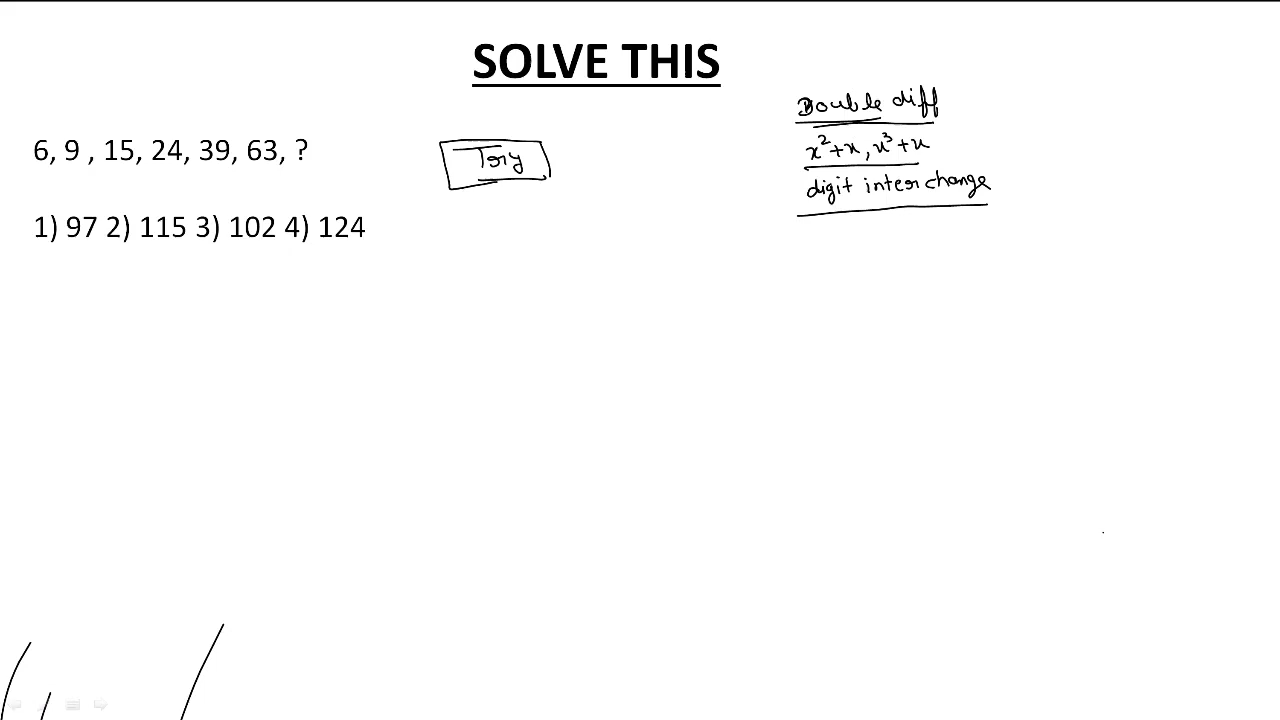 SOLVE THIS
Double diff
6, 9 , 15, 24, 39, 63, ?
Tory
x²+x, x³+x
digit interchange
1) 97 2) 115 3) 102 4) 124